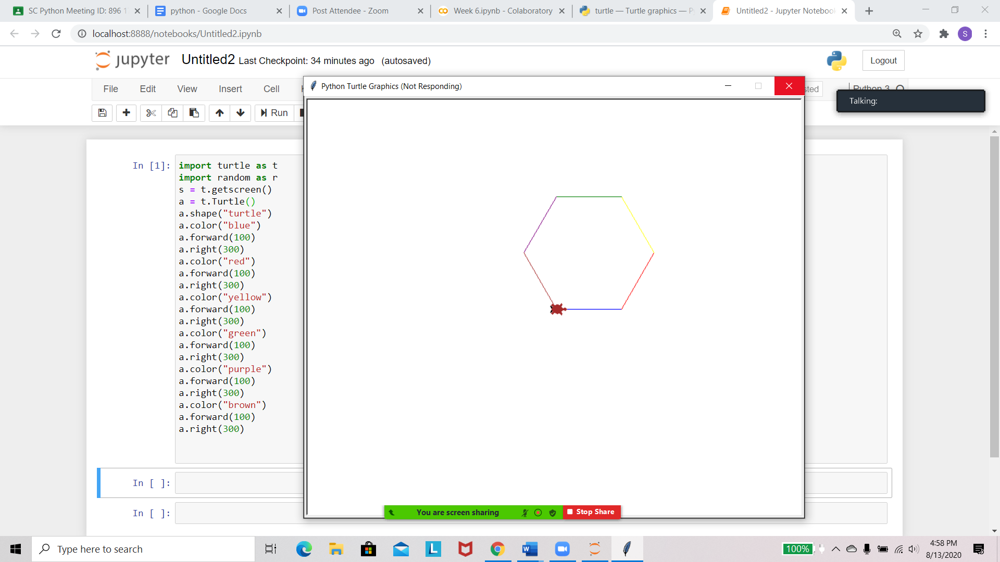 SC Python Meeting ID: 896 1
python - Google Docs
Post Attendee - Zoom
Week 6.ipynb - Colaboratory
turtle — Turtle graphics — P
Untitled2 - Jupyter Notebook
localhost:8888/notebooks/Untitled2.ipynb
S
jupyter Untitled2 Last Checkpoint: 34 minutes ago (autosaved)
Logout
File Edit View Insert Cell
Python 3
Run
Python Turtle Graphics (Not Responding)
Talking:
In [1]:
import turtle as t
import random as r
s = t.getscreen()
a = t.Turtle()
a.shape("turtle")
a.color("blue")
a.forward(100)
a.right(300)
a.color("red")
a.forward(100)
a.right(300)
a.color("yellow")
a.forward(100)
a.right(300)
a.color("green")
a.forward(100)
a.right(300)
a.color("purple")
a.forward(100)
a.right(300)
a.color("brown")
a.forward(100)
a.right(300)
In [ ]:
In [ ]:
You are screen sharing
Stop Share
Type here to search
L
W
100%
4:58 PM
8/13/2020